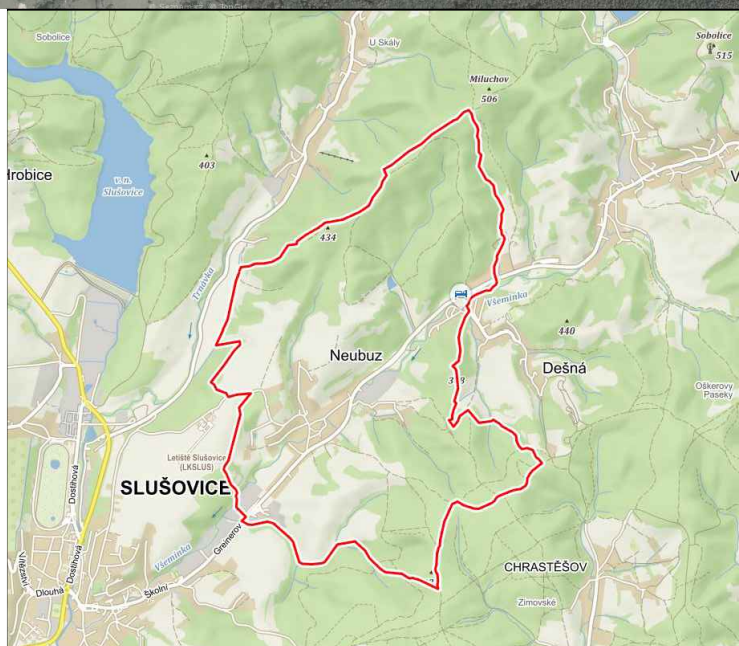 Sobolice
U Skály
Sobolice
515
Miluchov
506
403
Hrobice
v. n.
Slušovice
434
Trnávka
Všeminka
440
Neubuz
Dešná
Oškerovy
Paseky
Letiště Slušovice
(LKSLUS)
SLUŠOVICE
Dostihová
Greinerov
CHRASTĚŠOV
Všeminka
Vítězství
Dostihová
Dlouhá
Školní
Zimovské